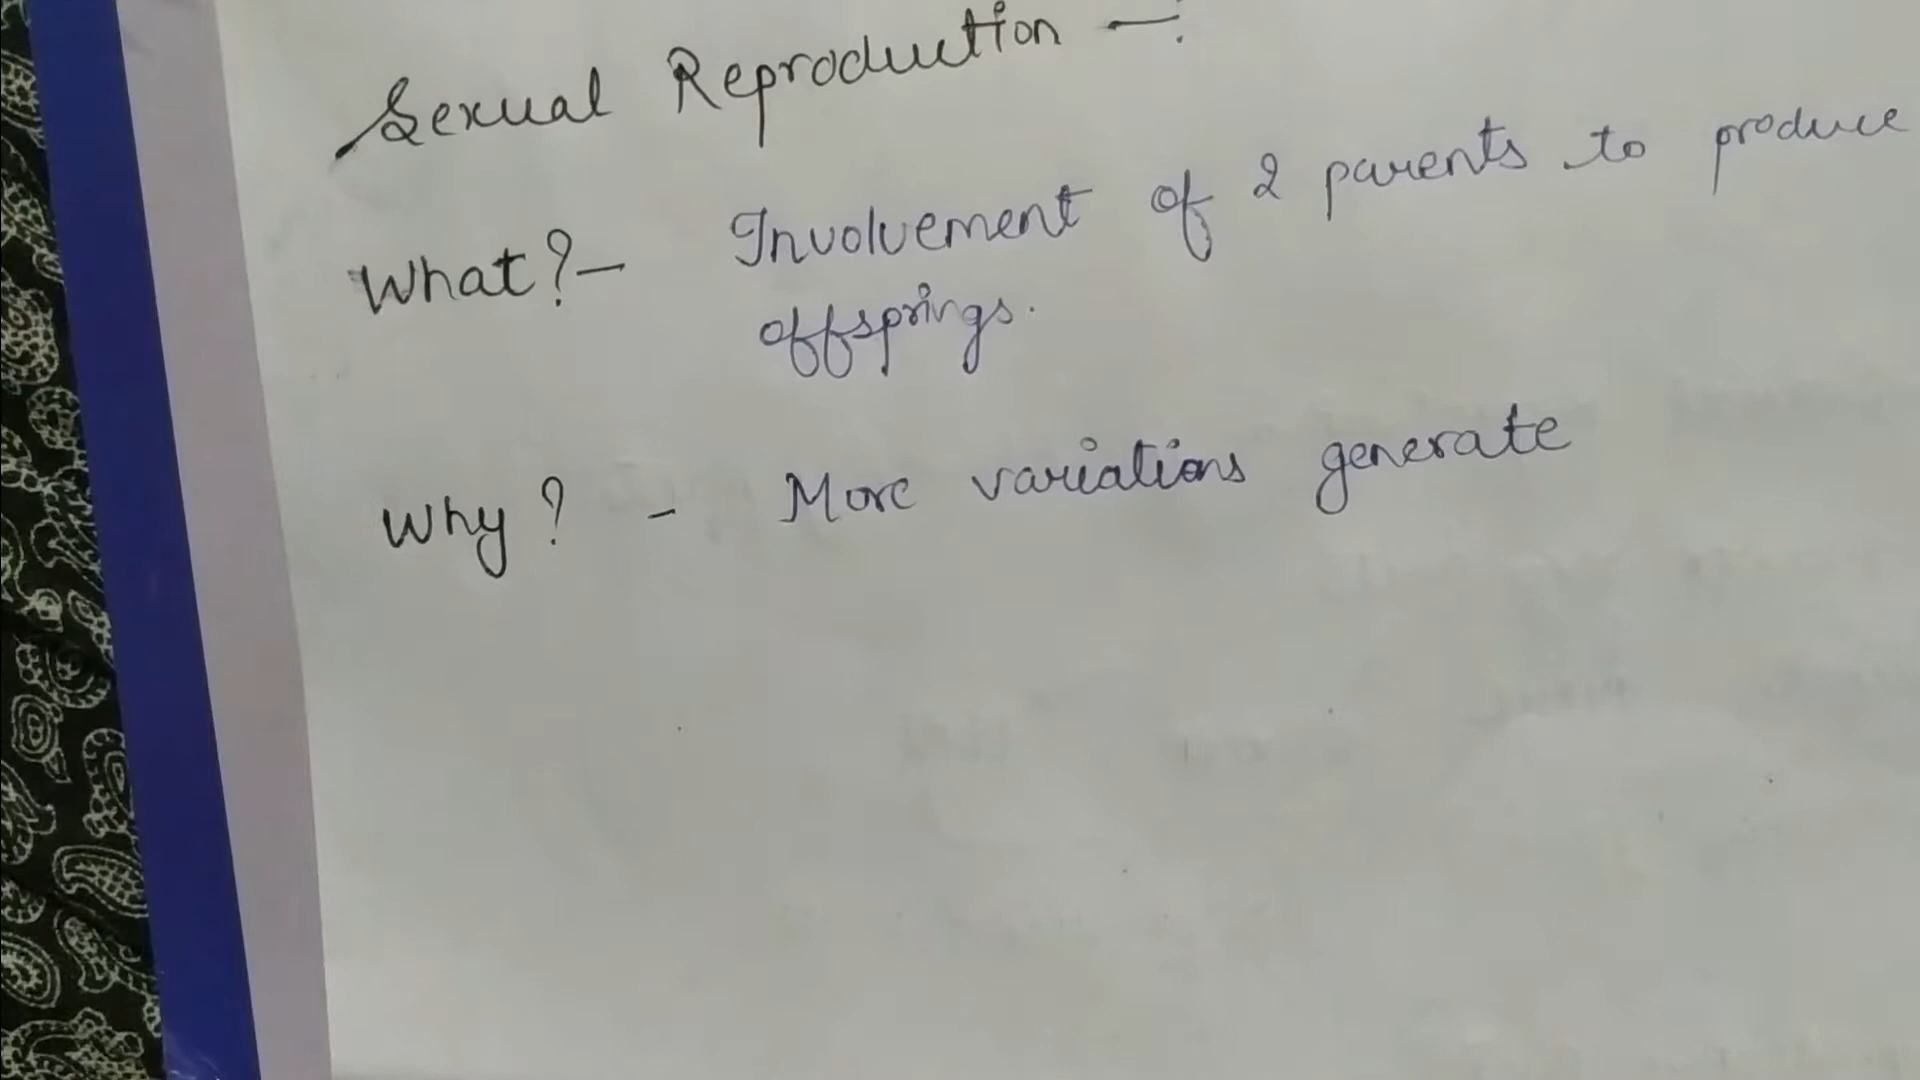 Sexual Reproduction —:
What? — Involvement of 2 parents to produce
offsprings.
Why? - More variations generate